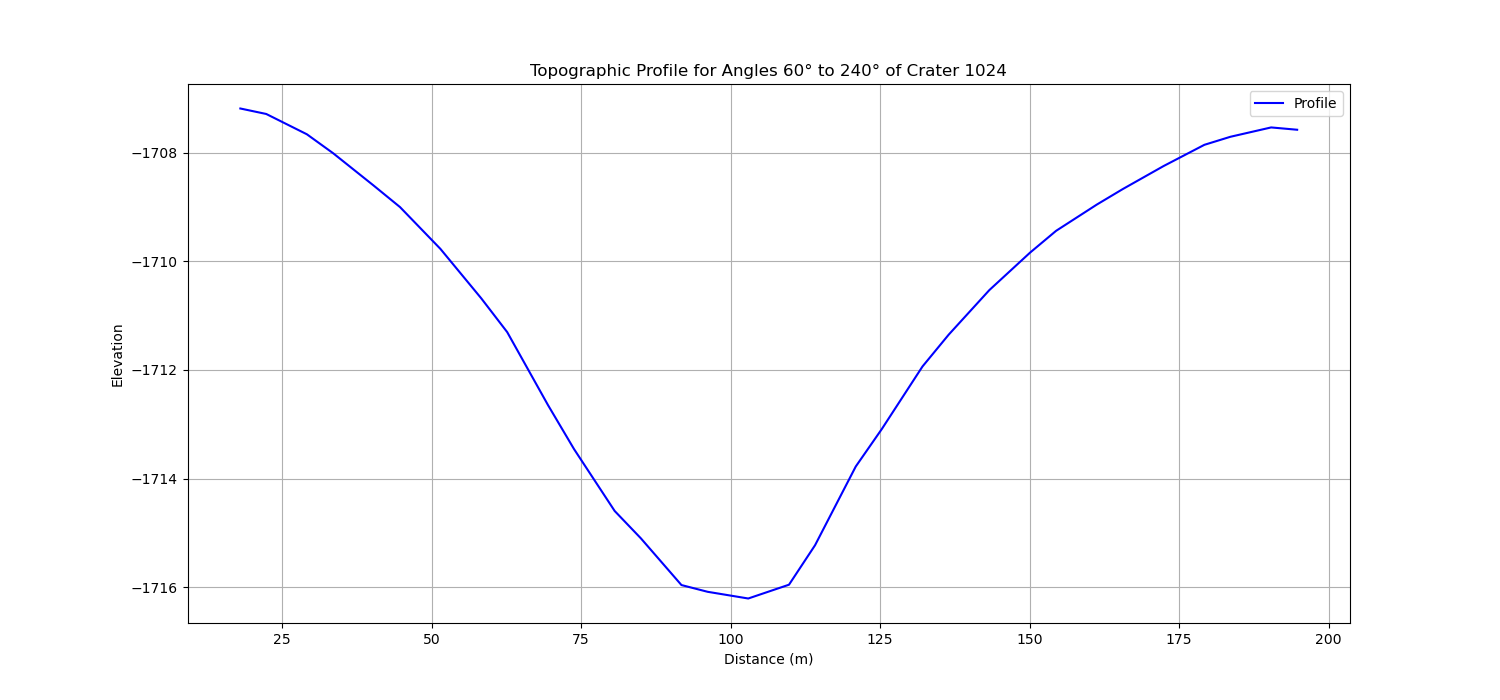 Topographic Profile for Angles 60° to 240° of Crater 1024
Profile
Elevation
−1708
−1710
−1712
−1714
−1716
25 50 75 100 125 150 175 200
Distance (m)